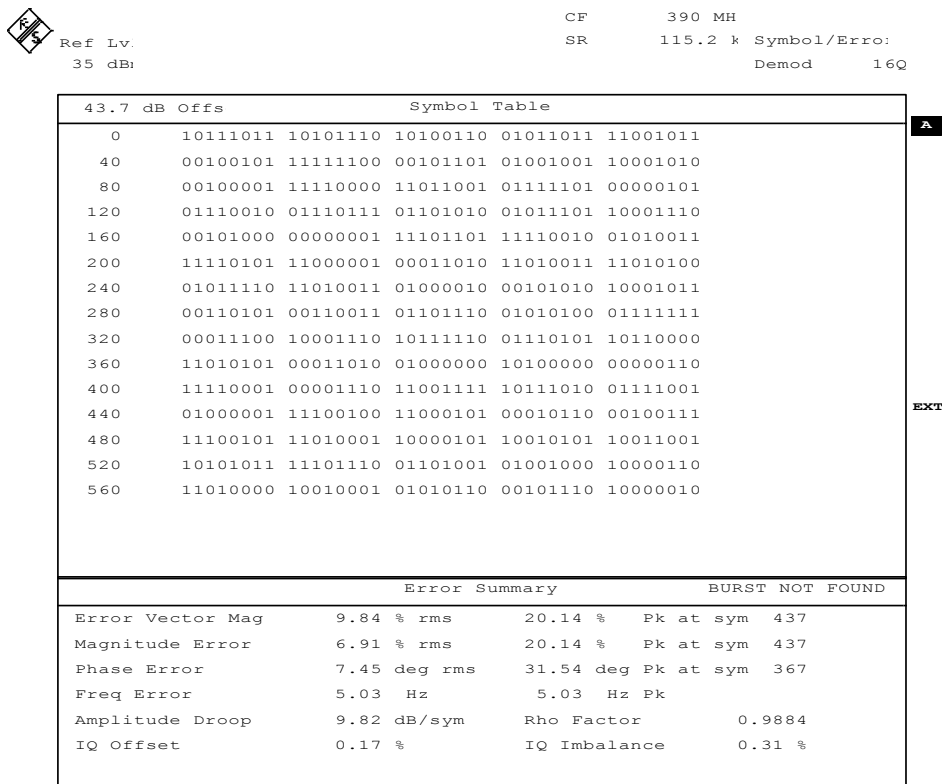 R S
CF 390 MH
Ref Lv
SR 115.2 k Symbol/Erro
35 dB
Demod 16Q
43.7 dB Offs Symbol Table
A
0 10111011 10101110 10100110 01011011 11001011
40 00100101 11111100 00101101 01001001 10001010
80 00100001 11110000 11011001 01111101 00000101
120 01110010 01110111 01101010 01011101 10001110
160 00101000 00000001 11101101 11110010 01010011
200 11110101 11000001 00011010 11010011 11010100
240 01011110 11010011 01000010 00101010 10001011
280 00110101 00110011 01101110 01010100 01111111
320 00011100 10001110 10111110 01110101 10110000
360 11010101 00011010 01000000 10100000 00000110
400 11110001 00001110 11001111 10111010 01111001
440 01000001 11100100 11000101 00010110 00100111
EXT
480 11100101 11010001 10000101 10010101 10011001
520 10101011 11101110 01101001 01001000 10000110
560 11010000 10010001 01010110 00101110 10000010
Error Summary BURST NOT FOUND
Error Vector Mag 9.84 % rms 20.14 % Pk at sym 437
Magnitude Error 6.91 % rms 20.14 % Pk at sym 437
Phase Error 7.45 deg rms 31.54 deg Pk at sym 367
Freq Error 5.03 Hz 5.03 Hz Pk
Amplitude Droop 9.82 dB/sym Rho Factor 0.9884
IQ Offset 0.17 % IQ Imbalance 0.31 %